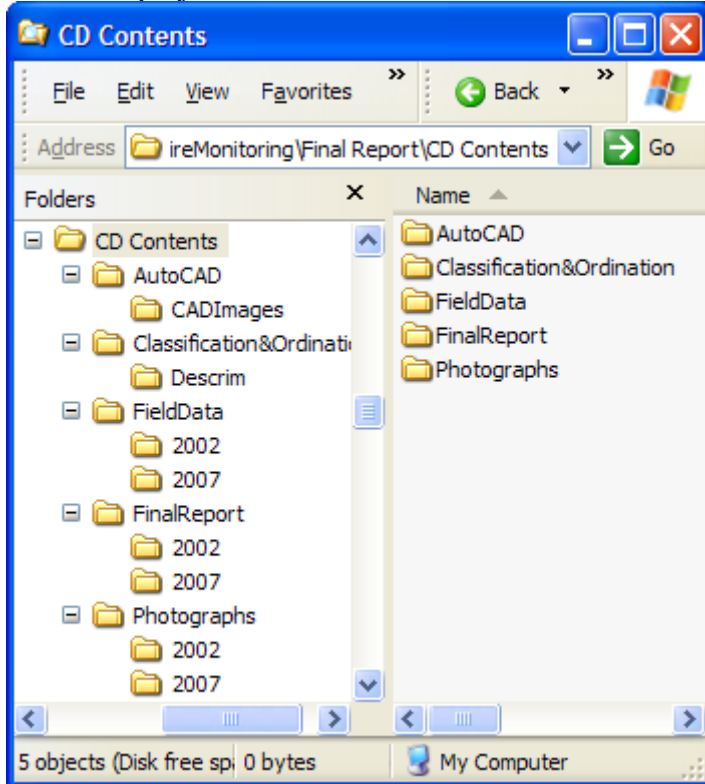 CD Contents
File Edit View Favorites » Back »
Address ireMonitoring\Final Report\CD Contents Go
Folders × Name
CD Contents
AutoCAD
CADImages
Classification&Ordinati
Descrim
FieldData
2002
2007
FinalReport
2002
2007
Photographs
2002
2007
AutoCAD
Classification&Ordination
FieldData
FinalReport
Photographs
5 objects (Disk free spa 0 bytes My Computer